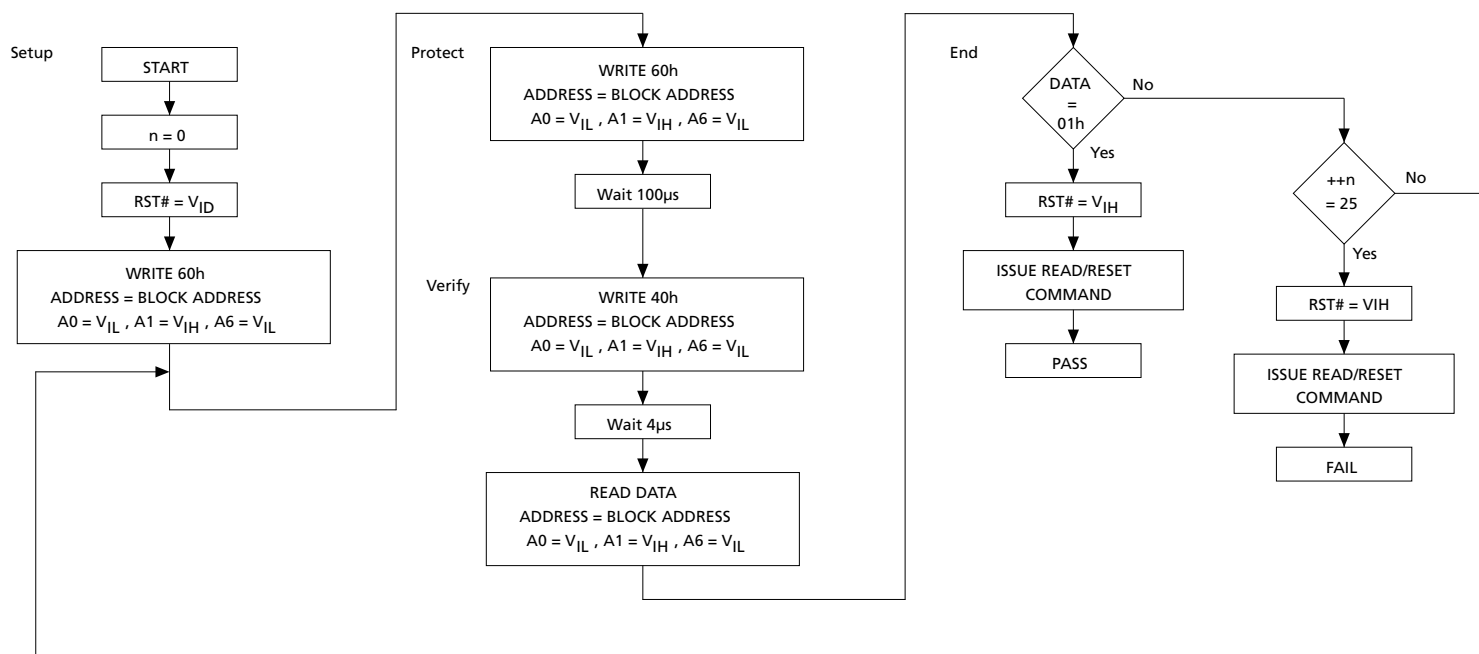 Setup
START
n = 0
RST# = VID
WRITE 60h
ADDRESS = BLOCK ADDRESS
A0 = VIL , A1 = VIH , A6 = VIL
Protect
WRITE 60h
ADDRESS = BLOCK ADDRESS
A0 = VIL , A1 = VIH , A6 = VIL
Wait 100µs
Verify
WRITE 40h
ADDRESS = BLOCK ADDRESS
A0 = VIL , A1 = VIH , A6 = VIL
Wait 4µs
READ DATA
ADDRESS = BLOCK ADDRESS
A0 = VIL , A1 = VIH , A6 = VIL
End
DATA
=
01h
No
Yes
RST# = VIH
ISSUE READ/RESET
COMMAND
PASS
++n
= 25
No
Yes
RST# = VIH
ISSUE READ/RESET
COMMAND
FAIL